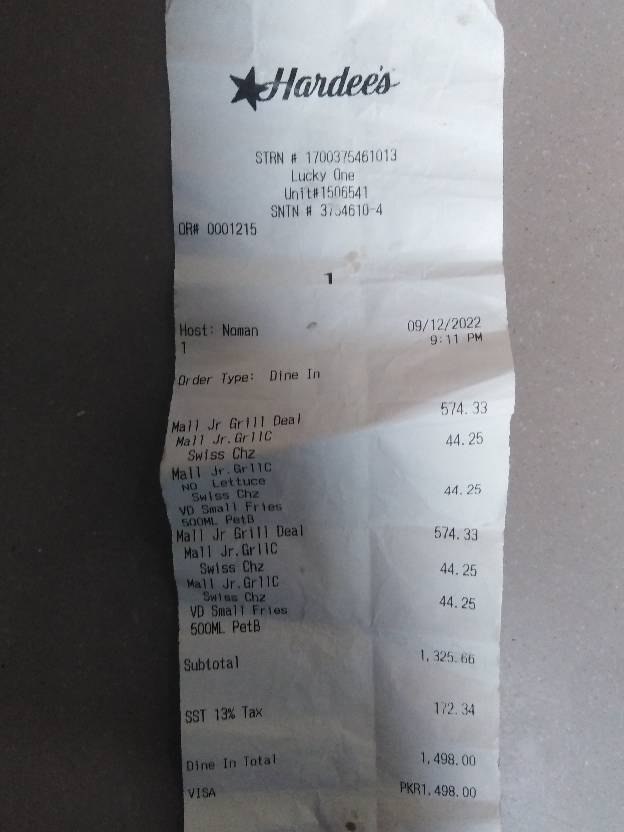 Hardee's
STRN # 1700375461013
Lucky One
Unit#1506541
SNTN # 3754610-4
OR# 0001215
1
Host: Noman 09/12/2022
1 9:11 PM
Order Type: Dine In
Mall Jr Grill Deal 574.33
Mall Jr.GrllC
Swiss Chz 44.25
Mall Jr.GrllC
NO Lettuce
Swiss Chz 44.25
VD Small Fries
500ML PetB
Mall Jr Grill Deal 574.33
Mall Jr.GrllC
Swiss Chz 44.25
Mall Jr.GrllC
Swiss Chz 44.25
VD Small Fries
500ML PetB
Subtotal 1,325.66
SST 13% Tax 172.34
Dine In Total 1,498.00
VISA PKR1,498.00